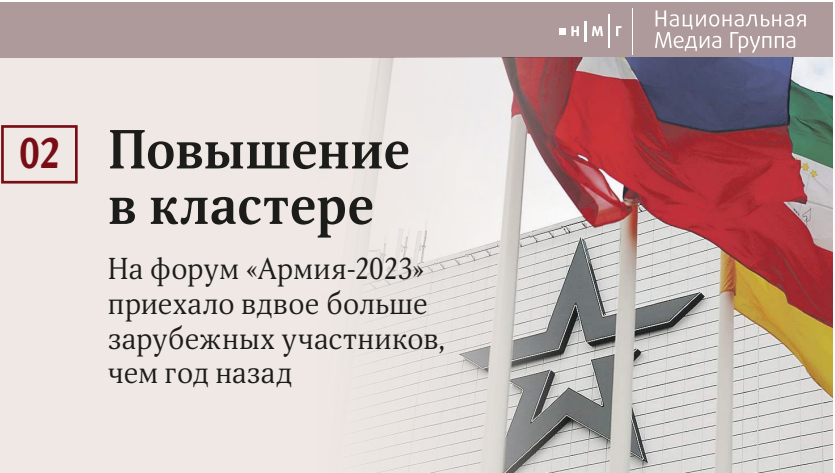 н м г
Национальная
Медиа Группа
02
Повышение
в кластере
На форум «Армия-2023»
приехало вдвое больше
зарубежных участников,
чем год назад